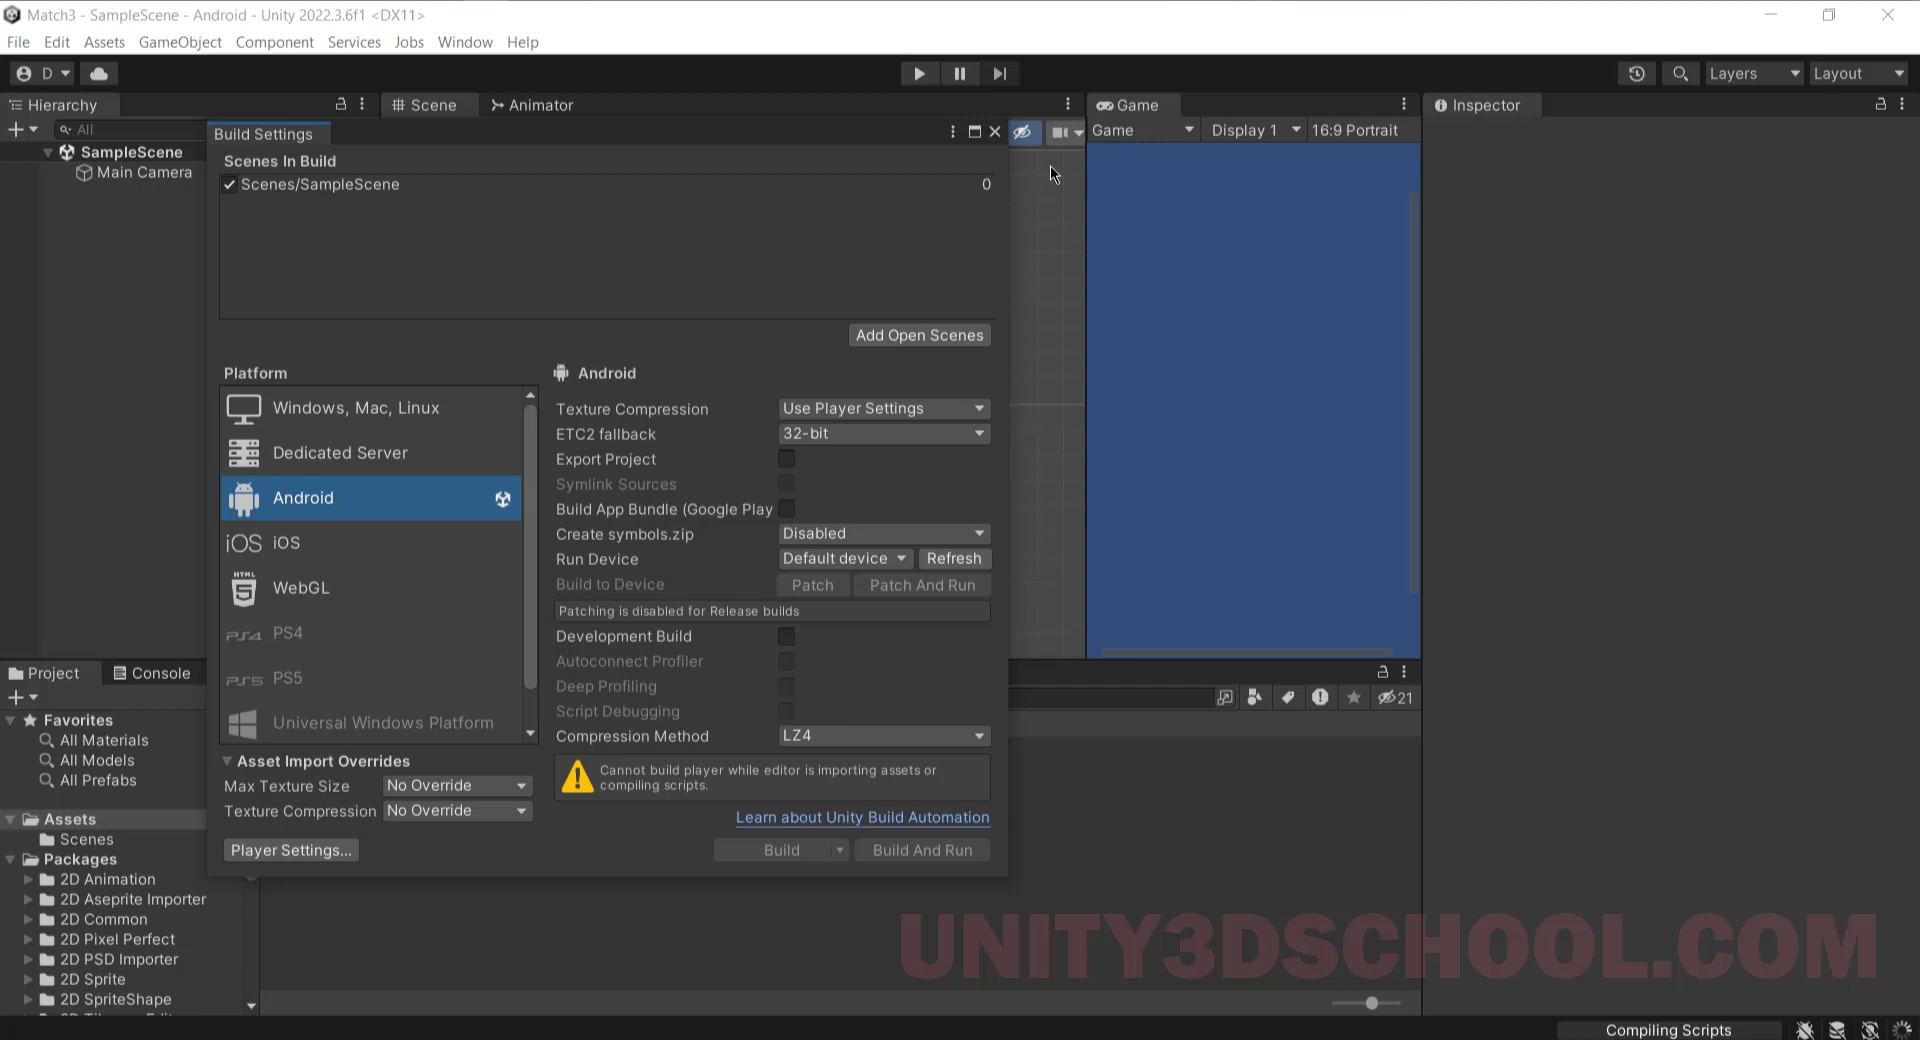 Match3 - SampleScene - Android - Unity 2022.3.6f1 <DX11>
File Edit Assets GameObject Component Services Jobs Window Help
D Layers Layout
Hierarchy Scene Animator Game Inspector
All Build Settings Game Display 1 16:9 Portrait
SampleScene
Main Camera
Scenes In Build
Scenes/SampleScene 0
Add Open Scenes
Platform
Windows, Mac, Linux
Dedicated Server
Android
iOS iOS
HTML WebGL
PS4 PS4
PS5 PS5
Universal Windows Platform
Asset Import Overrides
Max Texture Size No Override
Texture Compression No Override
Player Settings...
Android
Texture Compression Use Player Settings
ETC2 fallback 32-bit
Export Project
Symlink Sources
Build App Bundle (Google Play
Create symbols.zip Disabled
Run Device Default device Refresh
Build to Device Patch Patch And Run
Patching is disabled for Release builds
Development Build
Autoconnect Profiler
Deep Profiling
Script Debugging
Compression Method LZ4
Cannot build player while editor is importing assets or
compiling scripts.
Learn about Unity Build Automation
Build Build And Run
Project Console
21
Favorites
All Materials
All Models
All Prefabs
Assets
Scenes
Packages
2D Animation
2D Aseprite Importer
2D Common
2D Pixel Perfect
2D PSD Importer
2D Sprite
2D SpriteShape
UNITY3DSCHOOL.COM
Compiling Scripts